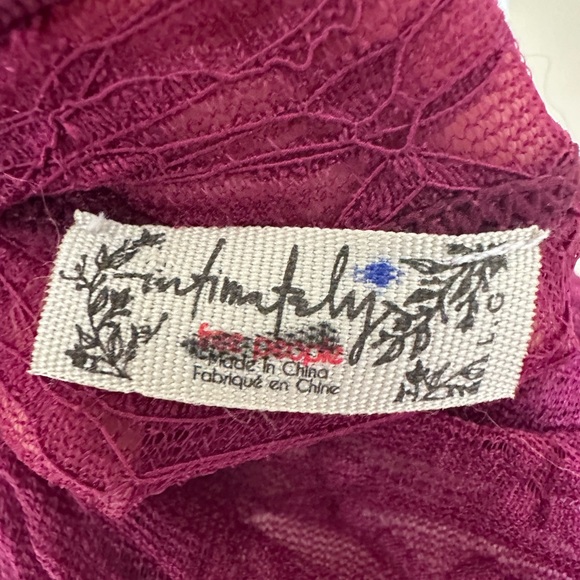 intimately
free people
Made In China
Fabriqué en Chine
L.G